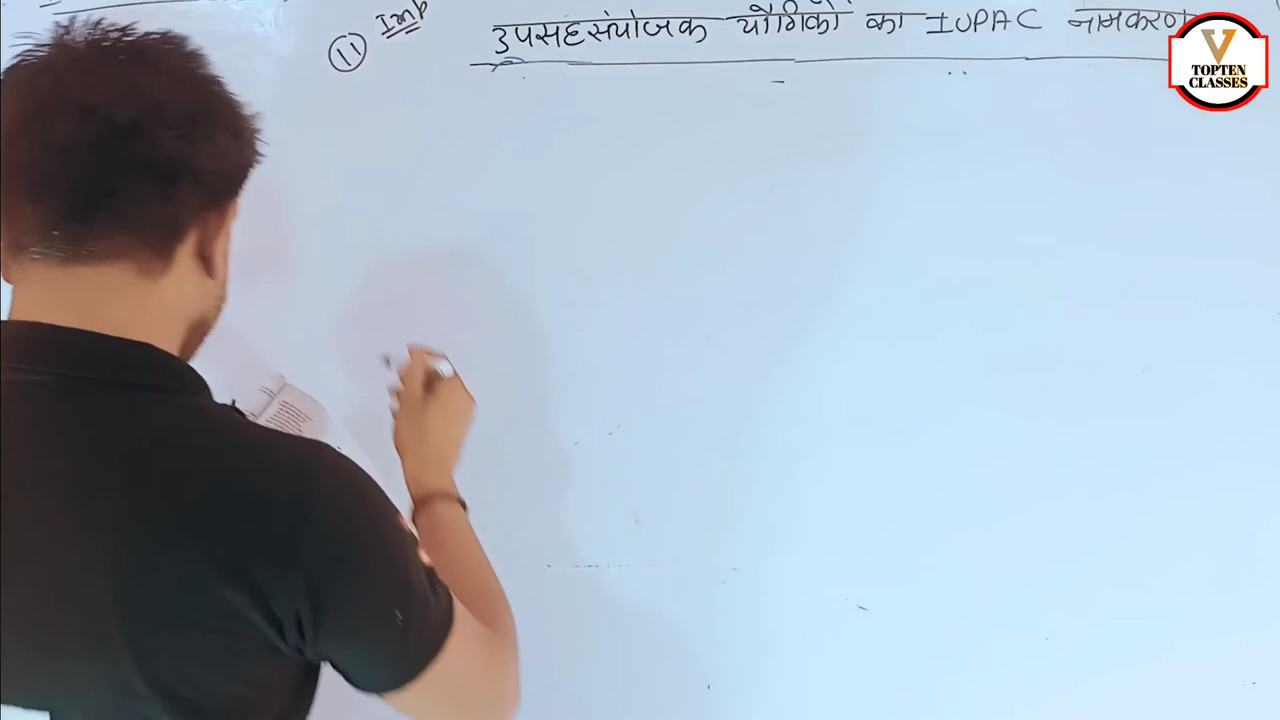 Imp
(11) उपसहसंयोजक यौगिकों का IUPAC नामकरण
V
TOPTEN
CLASSES